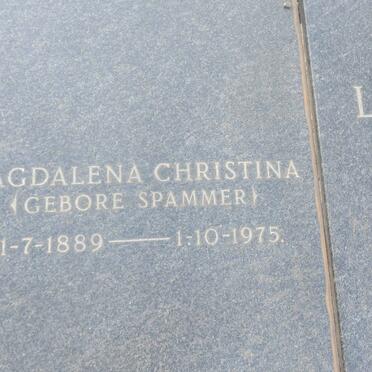 AGDALENA CHRISTINA
(GEBORE SPAMMER)
1-7-1889 — 1-10-1975.
L